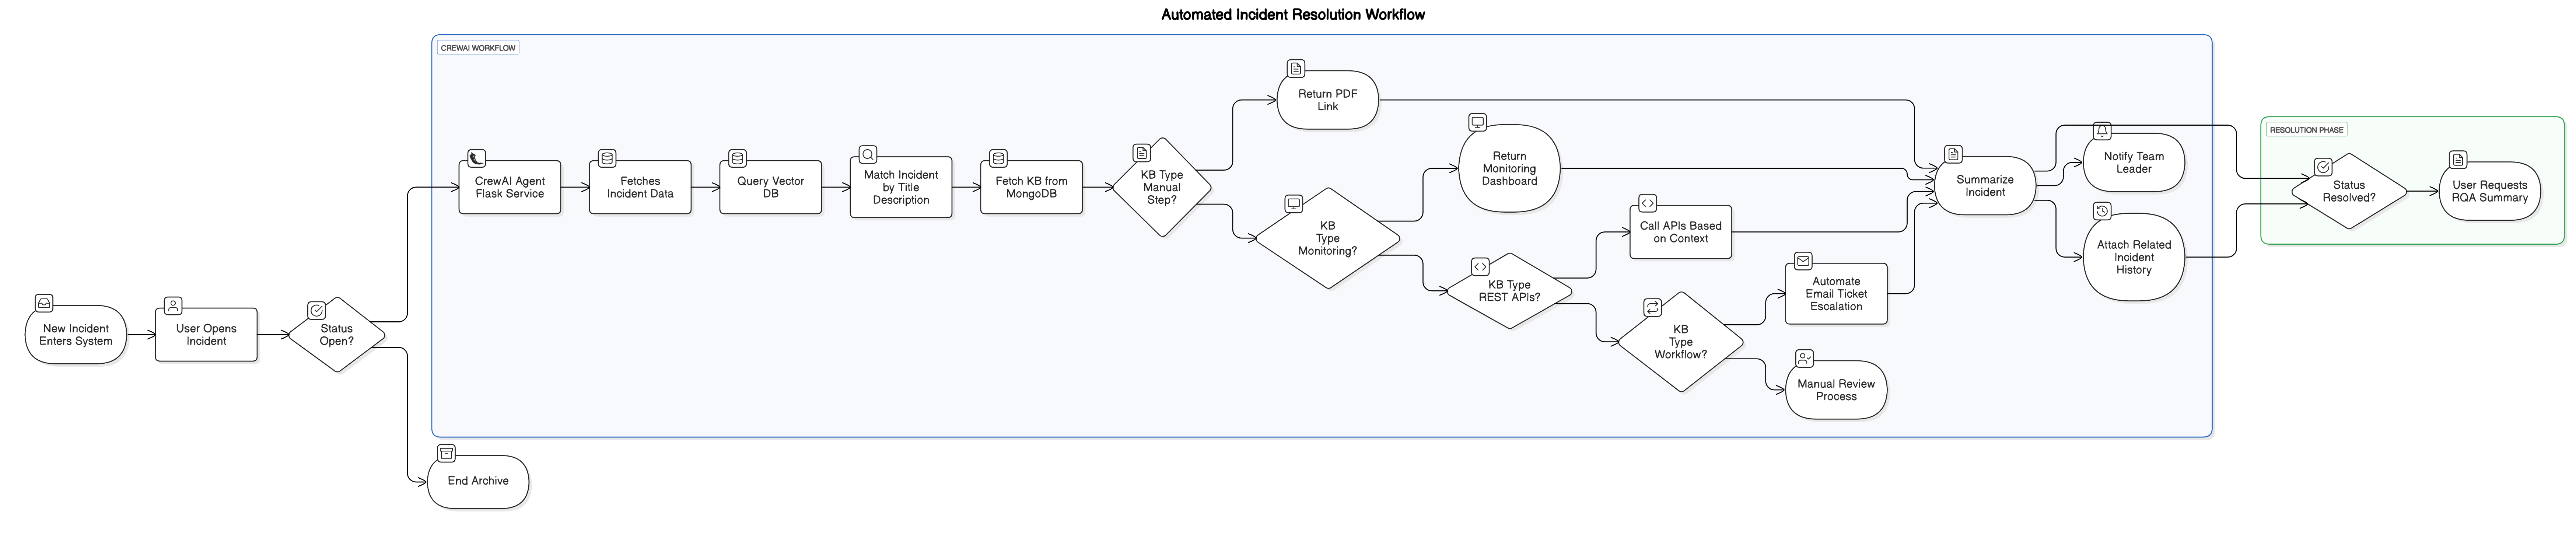 Automated Incident Resolution Workflow
CREWAI WORKFLOW
New Incident
Enters System
User Opens
Incident
Status
Open?
CrewAI Agent
Flask Service
Fetches
Incident Data
Query Vector
DB
Match Incident
by Title
Description
Fetch KB from
MongoDB
KB Type
Manual
Step?
Return PDF
Link
KB
Type
Monitoring?
Return
Monitoring
Dashboard
KB Type
REST APIs?
Call APIs Based
on Context
KB
Type
Workflow?
Automate
Email Ticket
Escalation
Manual Review
Process
Summarize
Incident
Notify Team
Leader
Attach Related
Incident
History
RESOLUTION PHASE
Status
Resolved?
User Requests
RQA Summary
End Archive